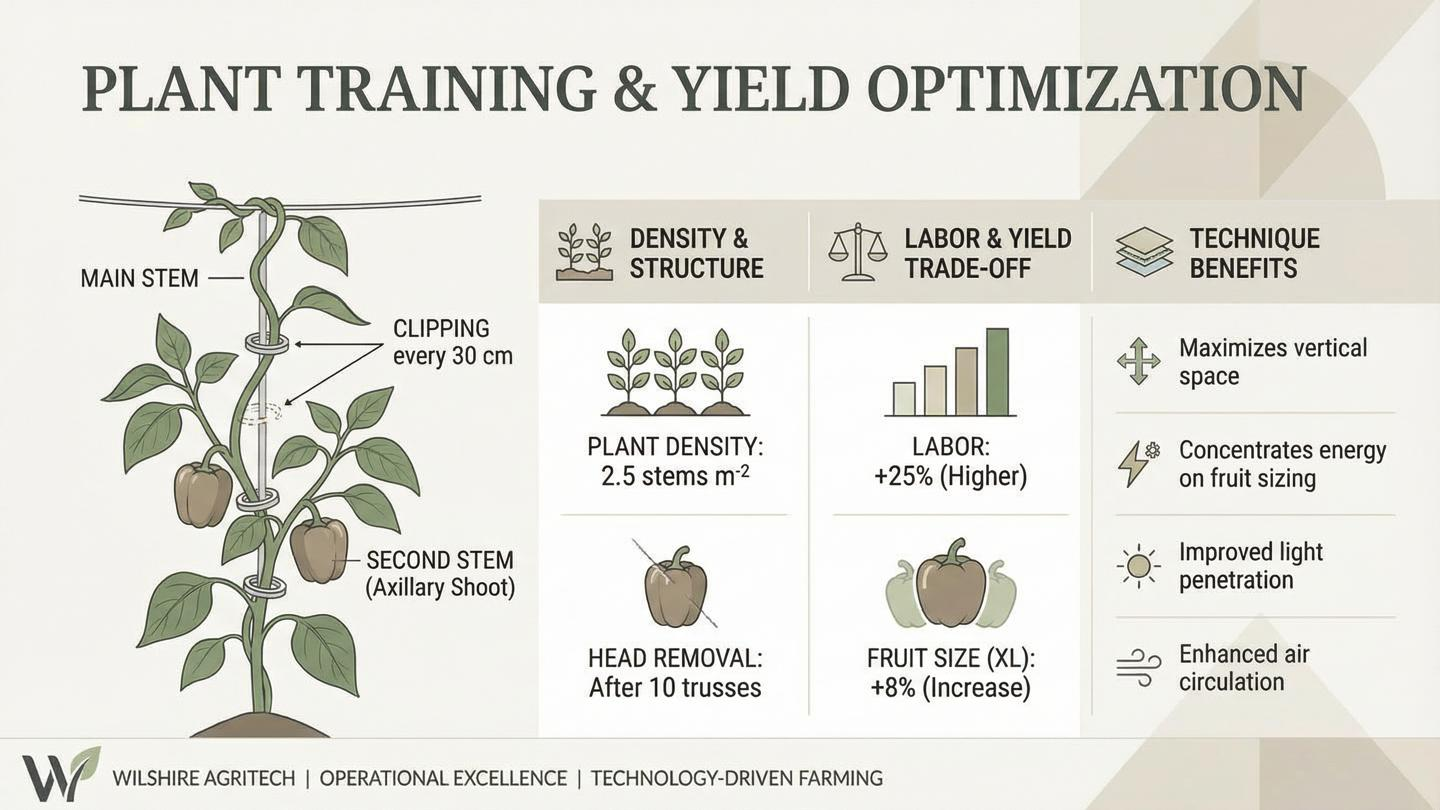 PLANT TRAINING & YIELD OPTIMIZATION
MAIN STEM
CLIPPING
every 30 cm
SECOND STEM
(Axillary Shoot)
DENSITY &
STRUCTURE
PLANT DENSITY:
2.5 stems m⁻²
HEAD REMOVAL:
After 10 trusses
LABOR & YIELD
TRADE-OFF
LABOR:
+25% (Higher)
FRUIT SIZE (XL):
+8% (Increase)
TECHNIQUE
BENEFITS
Maximizes vertical
space
Concentrates energy
on fruit sizing
Improved light
penetration
Enhanced air
circulation
W
WILSHIRE AGRITECH | OPERATIONAL EXCELLENCE | TECHNOLOGY-DRIVEN FARMING